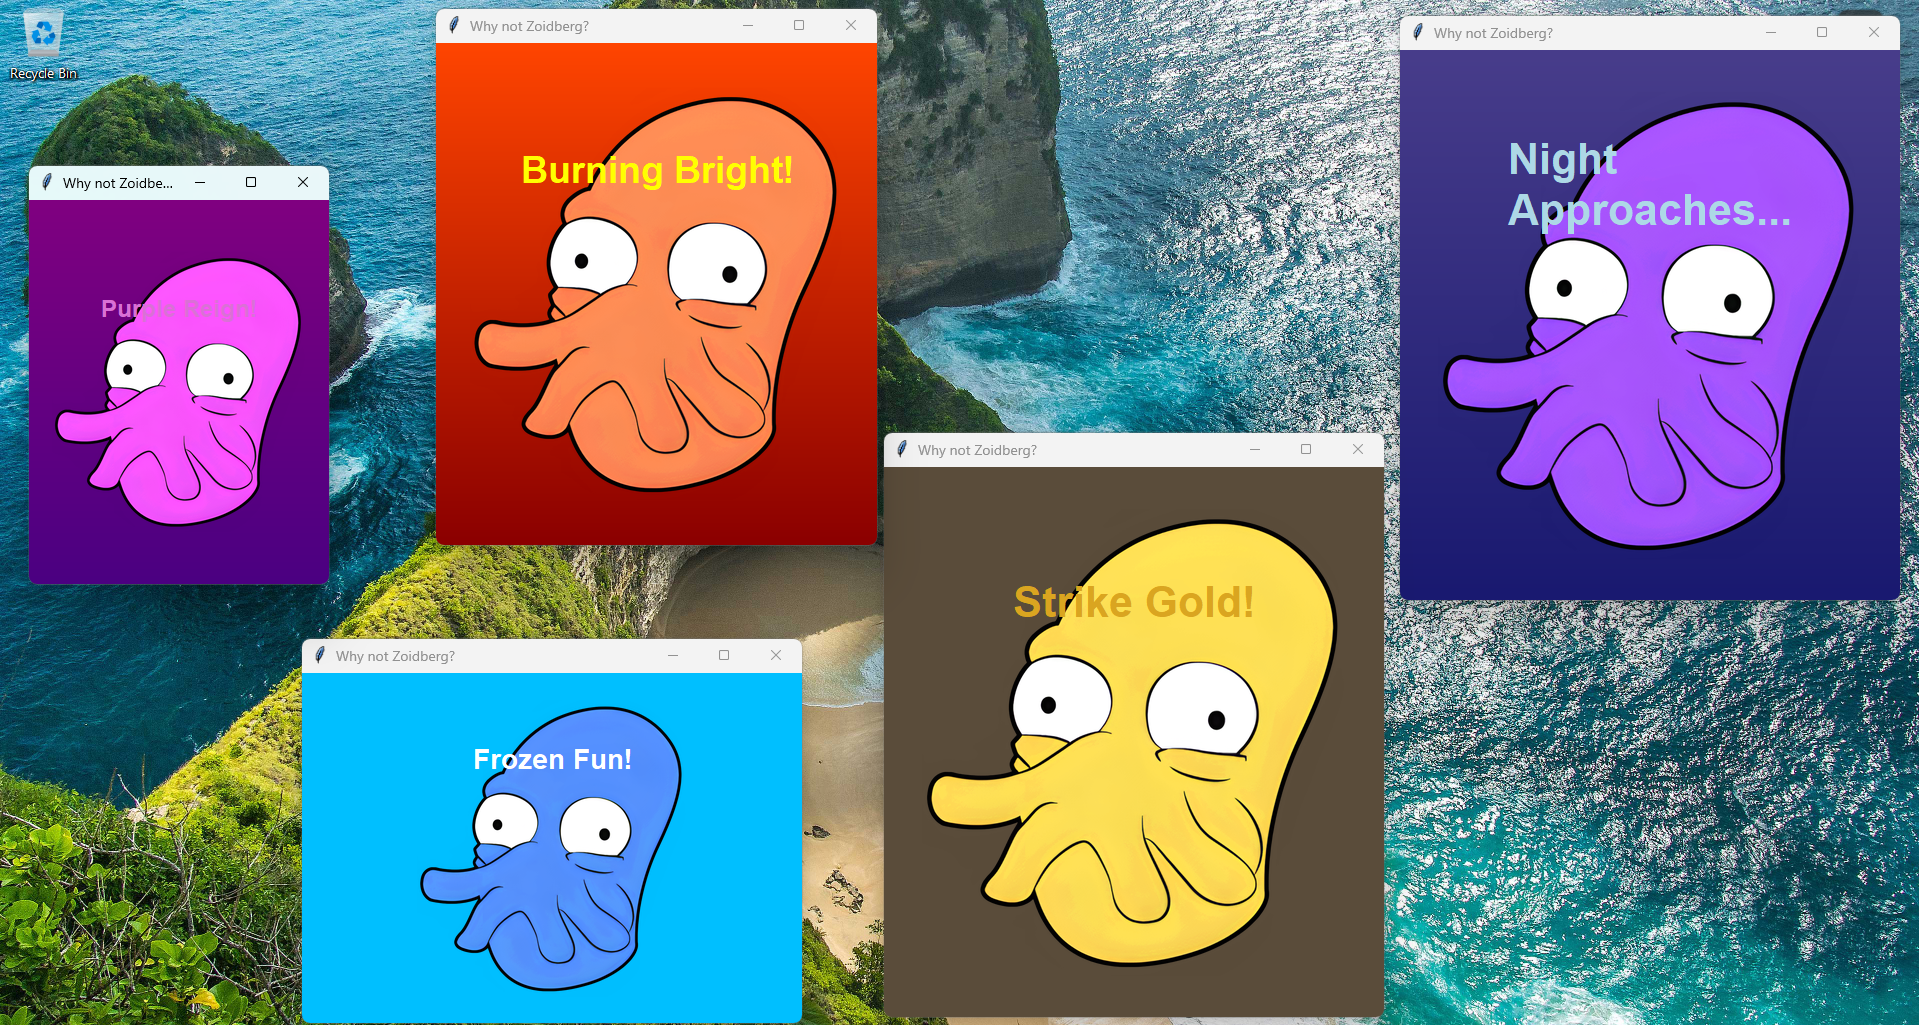 Recycle Bin
Why not Zoidbe...
Purple Reign!
Why not Zoidberg?
Burning Bright!
Why not Zoidberg?
Night
Approaches...
Why not Zoidberg?
Frozen Fun!
Why not Zoidberg?
Strike Gold!